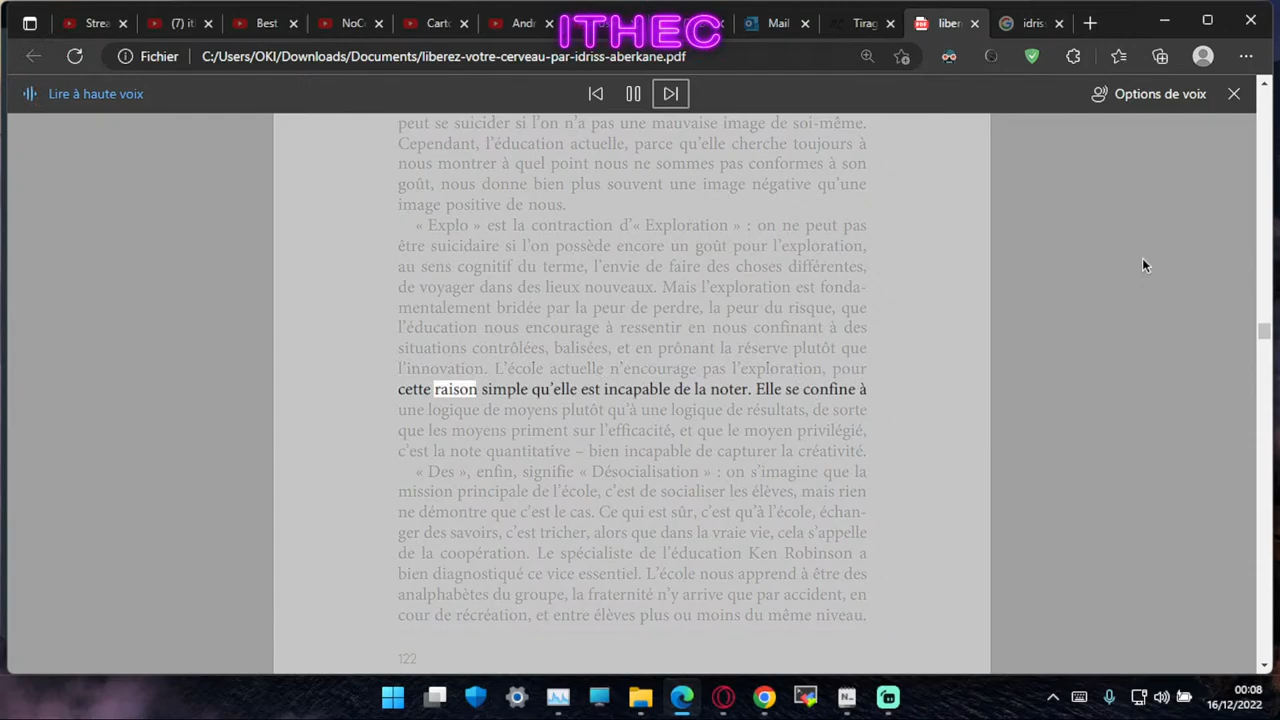 Strea
(7) it
Best
NoCo
Carto
Andr
Mail
Tirag
liber
idris
ITHEC
Fichier
C:/Users/OKI/Downloads/Documents/liberez-votre-cerveau-par-idriss-aberkane.pdf
Lire à haute voix
Options de voix
peut se suicider si l'on n'a pas une mauvaise image de soi-même.
Cependant, l'éducation actuelle, parce qu'elle cherche toujours à
nous montrer à quel point nous ne sommes pas conformes à son
goût, nous donne bien plus souvent une image négative qu'une
image positive de nous.
« Explo » est la contraction d'« Exploration » : on ne peut pas
être suicidaire si l'on possède encore un goût pour l'exploration,
au sens cognitif du terme, l'envie de faire des choses différentes,
de voyager dans des lieux nouveaux. Mais l'exploration est fonda-
mentalement bridée par la peur de perdre, la peur du risque, que
l'éducation nous encourage à ressentir en nous confinant à des
situations contrôlées, balisées, et en prônant la réserve plutôt que
l'innovation. L'école actuelle n'encourage pas l'exploration, pour
cette raison simple qu'elle est incapable de la noter. Elle se confine à
une logique de moyens plutôt qu'à une logique de résultats, de sorte
que les moyens priment sur l'efficacité, et que le moyen privilégié,
c'est la note quantitative – bien incapable de capturer la créativité.
« Des », enfin, signifie « Désocialisation » : on s'imagine que la
mission principale de l'école, c'est de socialiser les élèves, mais rien
ne démontre que c'est le cas. Ce qui est sûr, c'est qu'à l'école, échan-
ger des savoirs, c'est tricher, alors que dans la vraie vie, cela s'appelle
de la coopération. Le spécialiste de l'éducation Ken Robinson a
bien diagnostiqué ce vice essentiel. L'école nous apprend à être des
analphabètes du groupe, la fraternité n'y arrive que par accident, en
cour de récréation, et entre élèves plus ou moins du même niveau.
122
00:08
16/12/2022